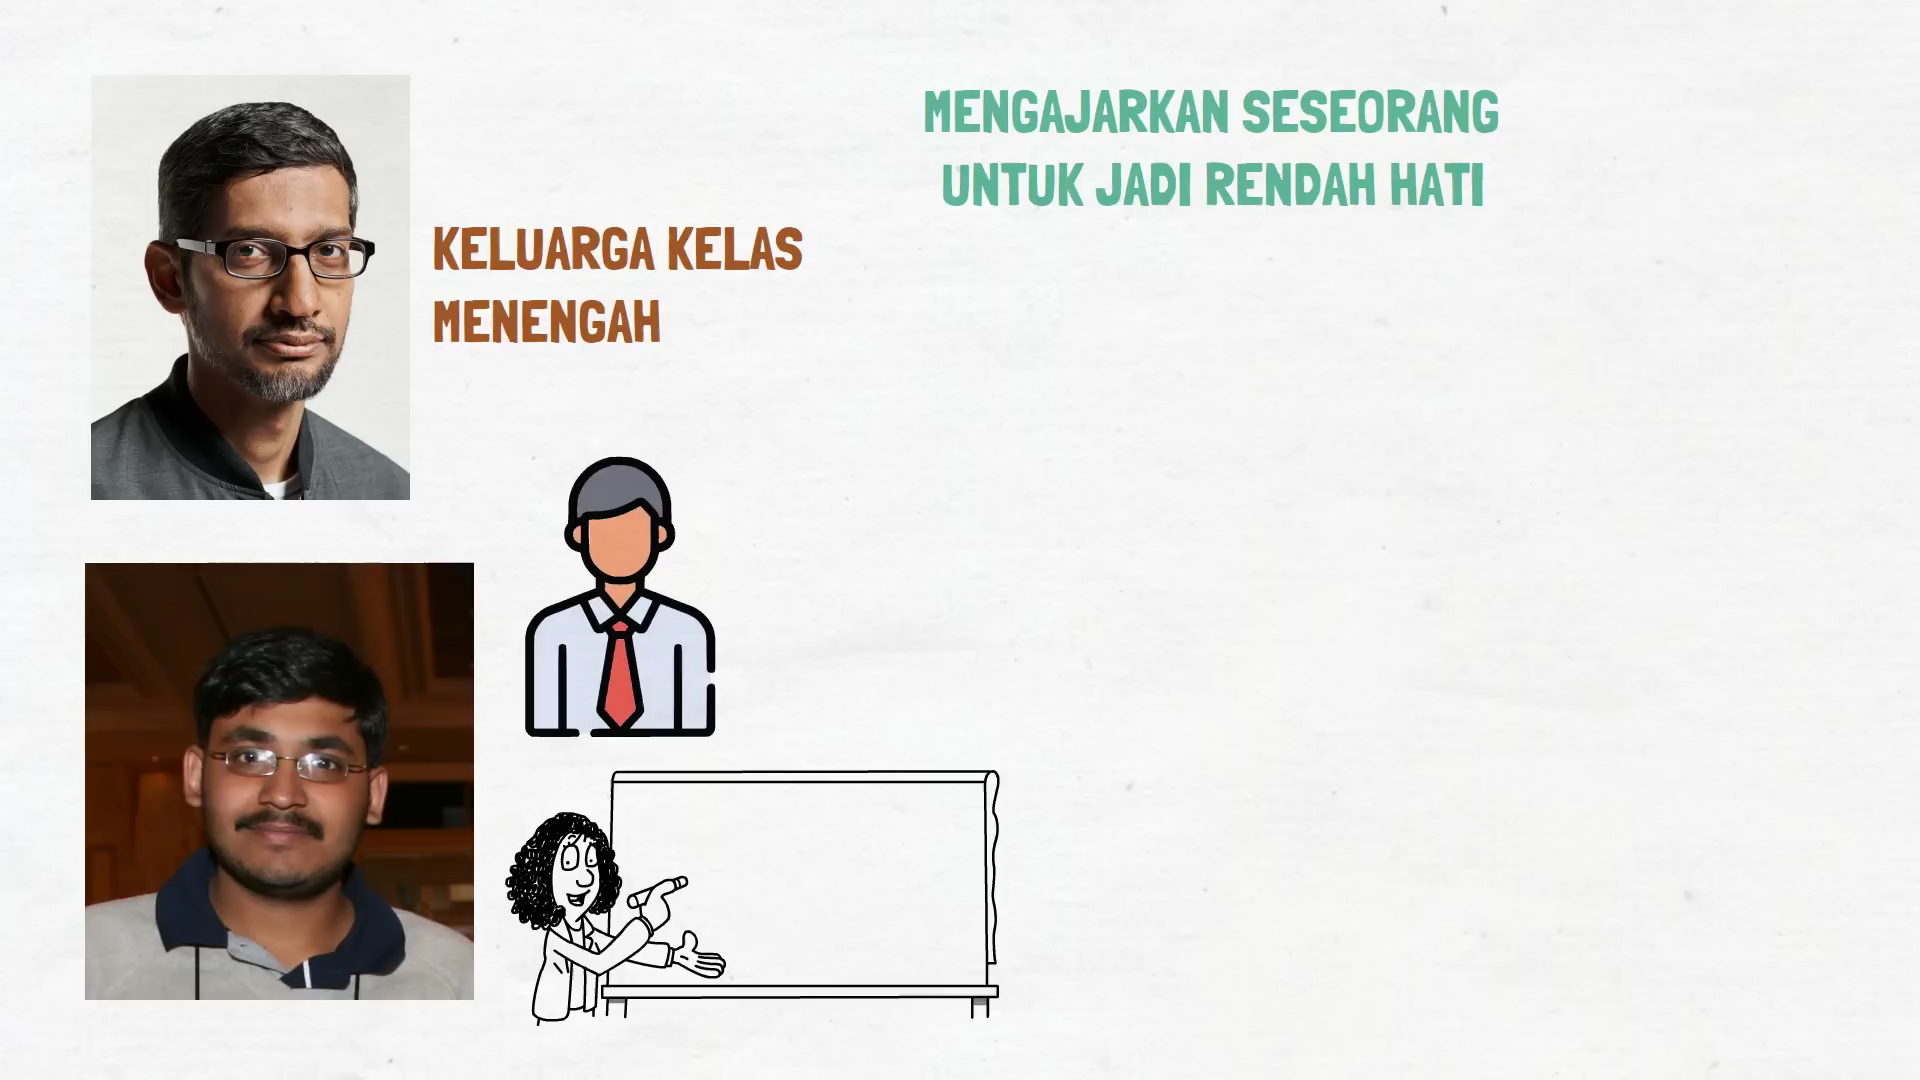 MENGAJARKAN SESEORANG
UNTUK JADI RENDAH HATI
KELUARGA KELAS
MENENGAH